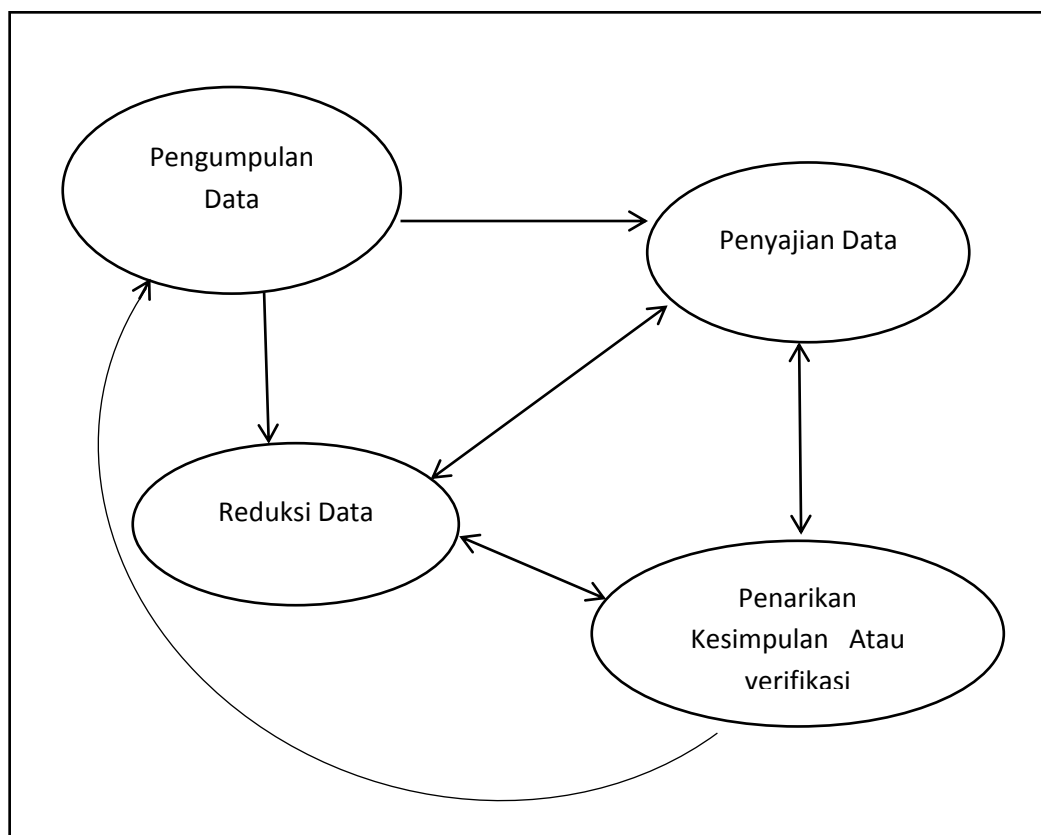 Pengumpulan
Data
Penyajian Data
Reduksi Data
Penarikan
Kesimpulan Atau
verifikasi